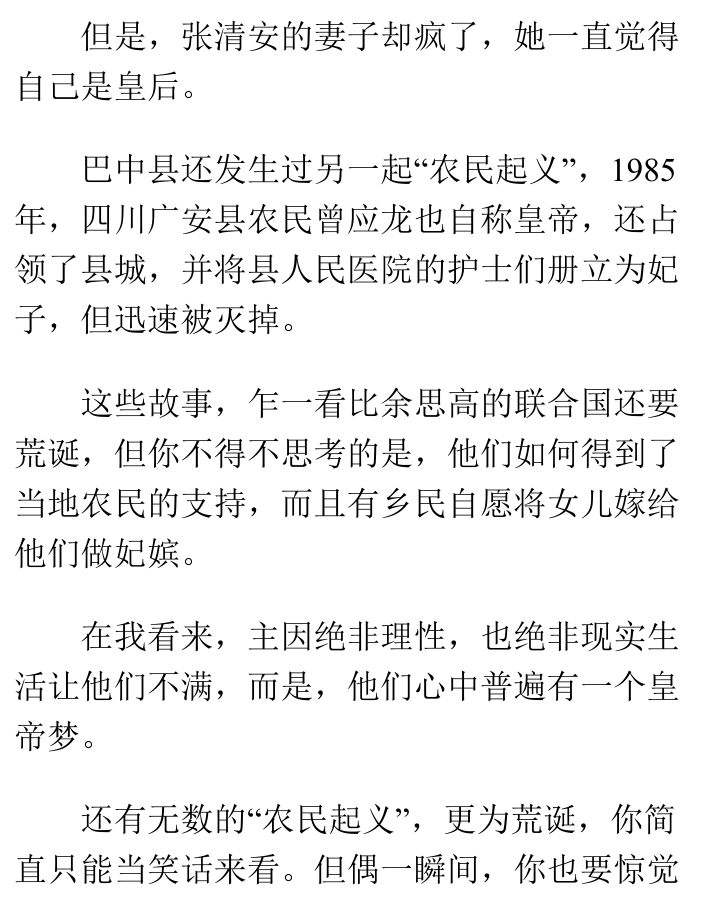 但是，张清安的妻子却疯了，她一直觉得
自己是皇后。
巴中县还发生过另一起“农民起义”，1985
年，四川广安县农民曾应龙也自称皇帝，还占
领了县城，并将县人民医院的护士们册立为妃
子，但迅速被灭掉。
这些故事，乍一看比余思高的联合国还要
荒诞，但你不得不思考的是，他们如何得到了
当地农民的支持，而且有乡民自愿将女儿嫁给
他们做妃嫔。
在我看来，主因绝非理性，也绝非现实生
活让他们不满，而是，他们心中普遍有一个皇
帝梦。
还有无数的“农民起义”，更为荒诞，你简
直只能当笑话来看。但偶一瞬间，你也要惊觉